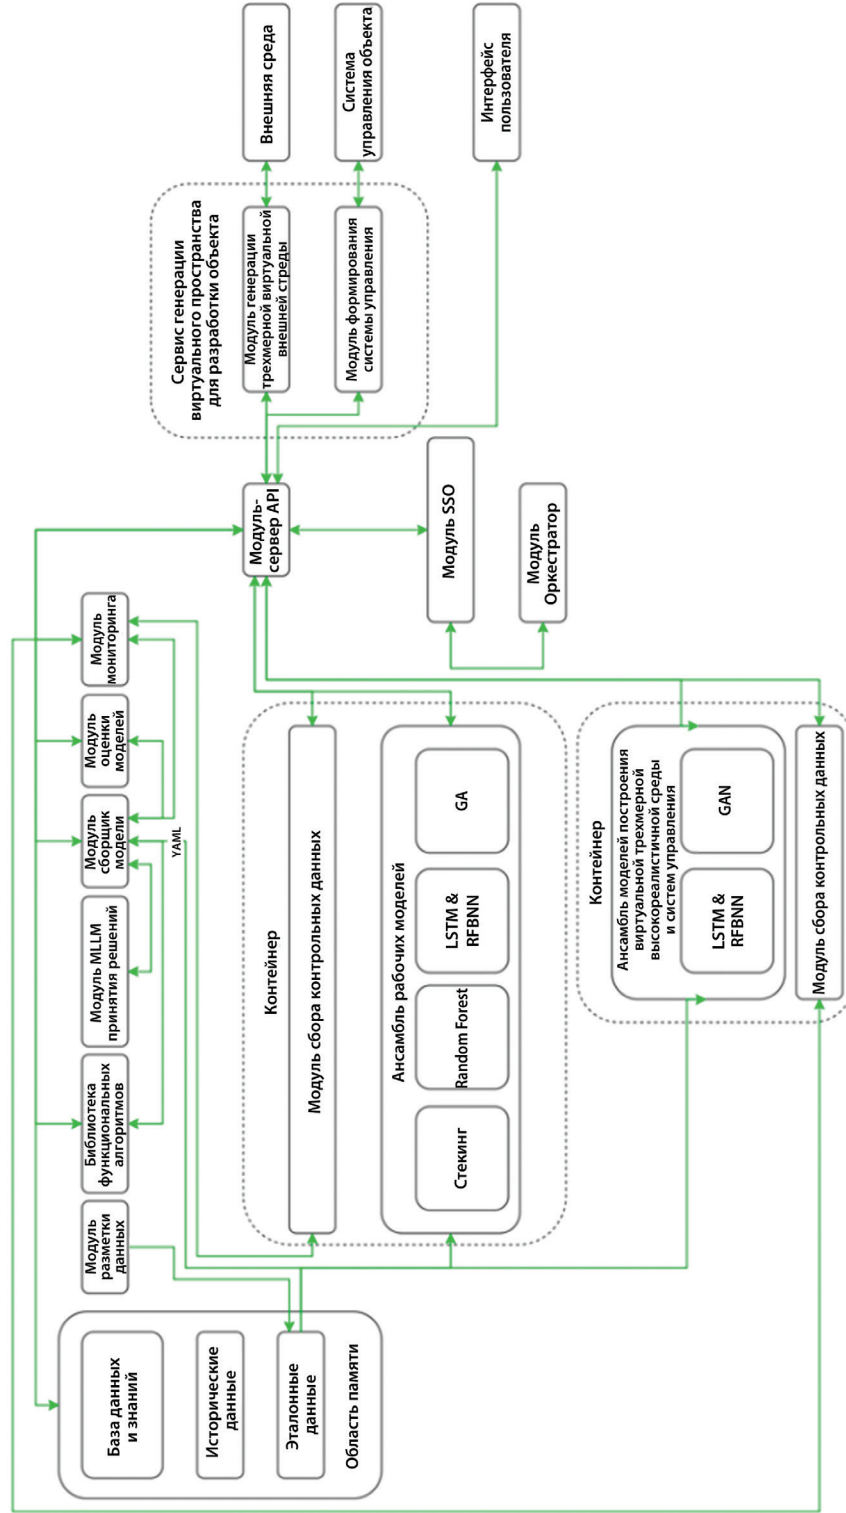 База данных
и знаний
Исторические
данные
Эталонные
данные
Область памяти
Модуль
разметки
данных
Библиотека
функциональных
алгоритмов
Модуль MLLM
принятия решений
Модуль
сборщик
модели
Модуль
оценки
моделей
Модуль
мониторинга
YAML
Контейнер
Модуль сбора контрольных данных
Ансамбль рабочих моделей
Стекинг
Random Forest
LSTM &
RFBNN
GA
Контейнер
Ансамбль моделей построения
виртуальной трехмерной
высокореалистичной среды
и систем управления
LSTM &
RFBNN
GAN
Модуль сбора контрольных данных
Модуль-
сервер API
Модуль SSO
Модуль
Оркестратор
Сервис генерации
виртуального пространства
для разработки объекта
Модуль генерации
трехмерной виртуальной
внешней стреды
Модуль формирования
системы управления
Внешняя среда
Система
управления объекта
Интерфейс
пользователя